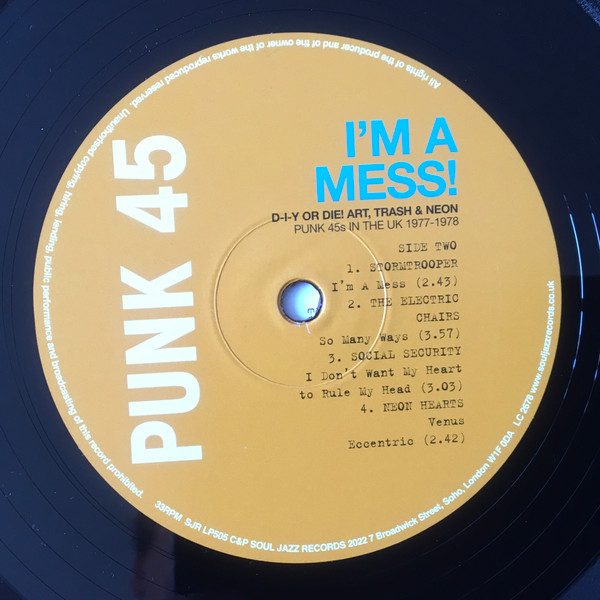 PUNK 45
I'M A
MESS!
D-I-Y OR DIE! ART, TRASH & NEON
PUNK 45s IN THE UK 1977-1978
SIDE TWO
1. STORMTROOPER
I'm A Mess (2.43)
2. THE ELECTRIC
CHAIRS
So Many Ways (3.57)
3. SOCIAL SECURITY
I Don't Want My Heart
to Rule My Head (3.03)
4. NEON HEARTS
Venus
Eccentric (2.42)
All rights of the producer and of the owner of the works reproduced reserved. Unauthorised copying, hiring, lending, public performance and broadcasting of this record prohibited.
33RPM SJR LP505 C&P SOUL JAZZ RECORDS 2022 7 Broadwick Street, Soho, London W1F 0DA LC 2678 www.souljazzrecords.co.uk